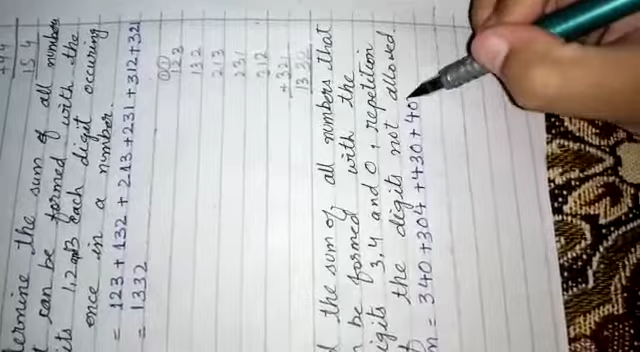 +44
154
termine the sum of all number
t can be formed with the
its 1,2 and 3 each digit occuring
once in a number.
= 123 + 132 + 213 + 231 + 312 + 321
= 1332
123
132
213
231
312
+ 321
1332
d the sum of all numbers that
n be formed with the
igits 3,4 and 0, repetition
the digits not allowed.
m = 340 + 304 + 430 + 40